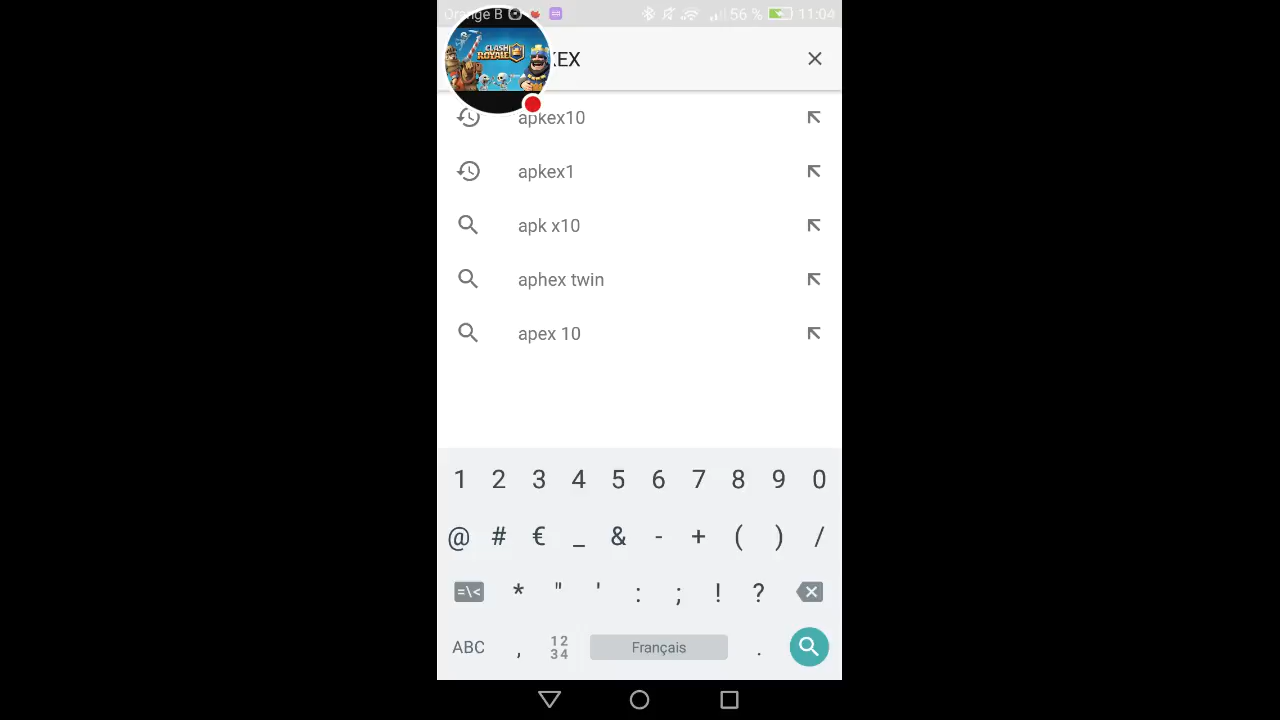 Orange B 56 % 11:04
CLASH
ROYALE
KEX
apkex10
apkex1
apk x10
aphex twin
apex 10
1 2 3 4 5 6 7 8 9 0
@ # € _ & - + ( ) /
=\< * " ' : ; ! ?
ABC , 12 34 Français .